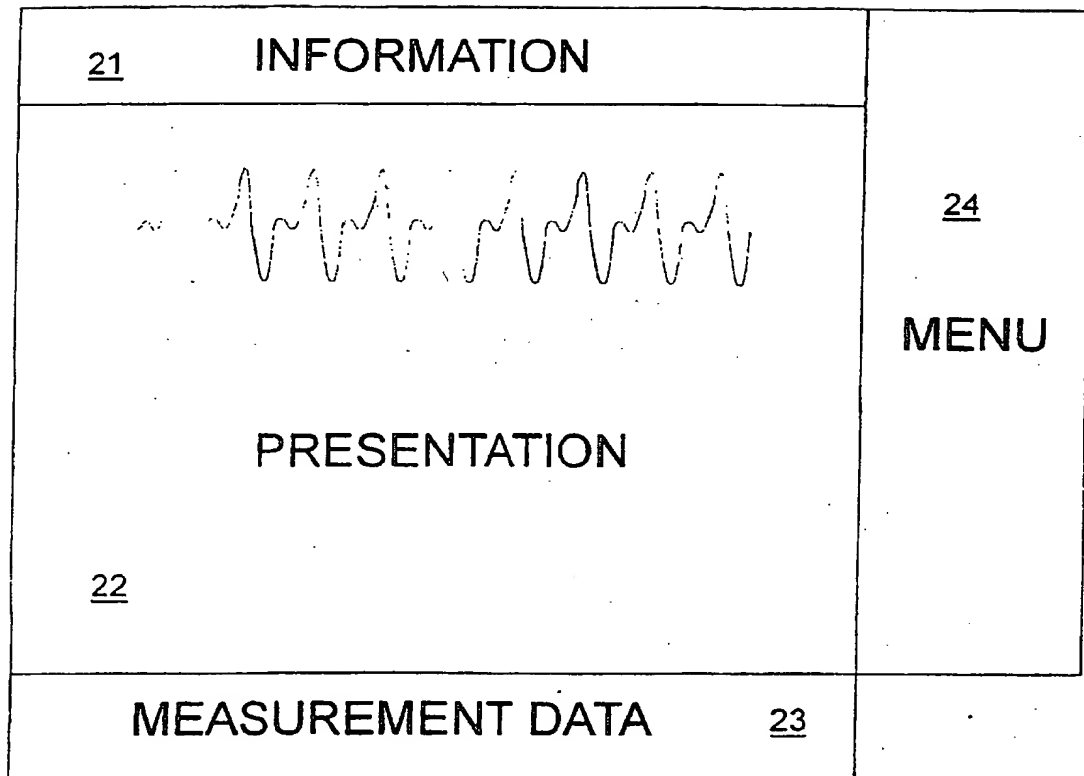 21 INFORMATION
24
MENU
PRESENTATION
22
MEASUREMENT DATA 23